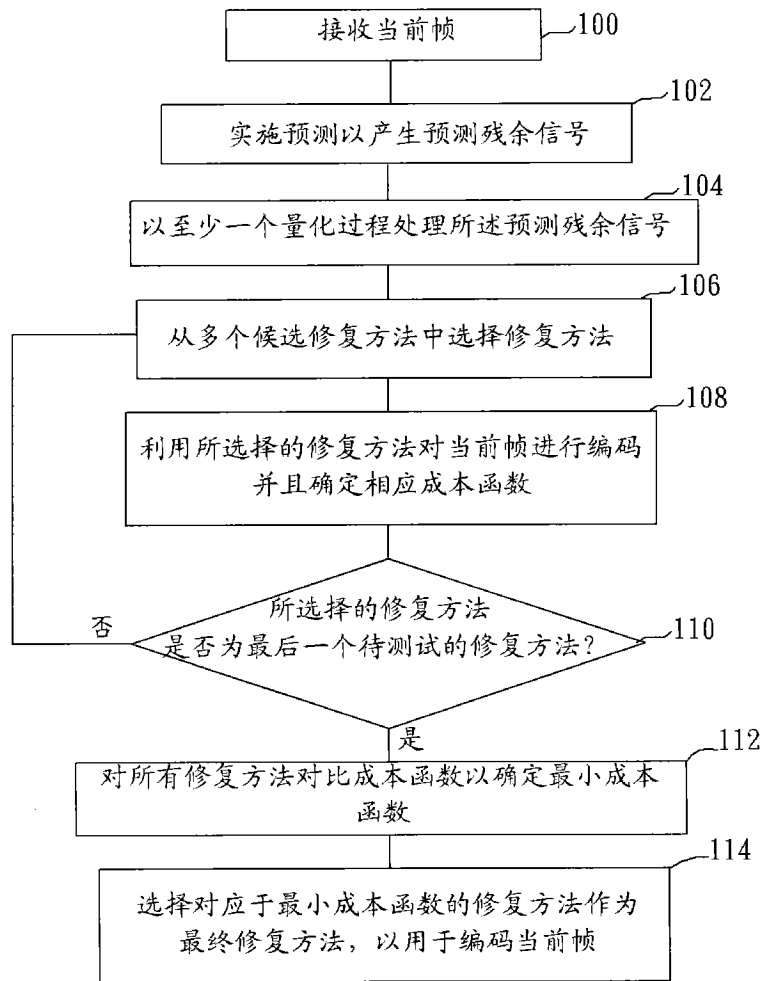 接收当前帧
100
102
实施预测以产生预测残余信号
104
以至少一个量化过程处理所述预测残余信号
106
从多个候选修复方法中选择修复方法
108
利用所选择的修复方法对当前帧进行编码
并且确定相应成本函数
所选择的修复方法
是否为最后一个待测试的修复方法？
110
否
是
112
对所有修复方法对比成本函数以确定最小成本
函数
114
选择对应于最小成本函数的修复方法作为
最终修复方法，以用于编码当前帧